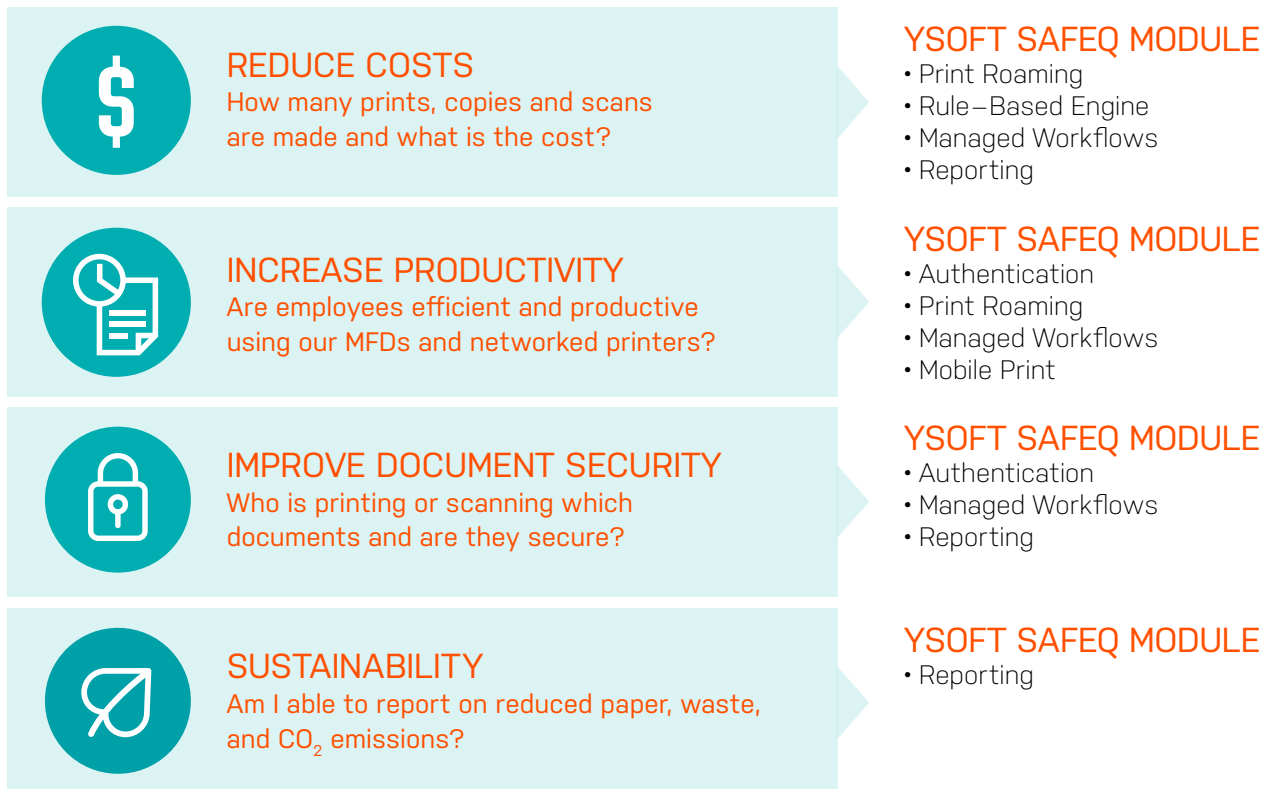 $
REDUCE COSTS
How many prints, copies and scans
are made and what is the cost?
YSOFT SAFEQ MODULE
• Print Roaming
• Rule–Based Engine
• Managed Workflows
• Reporting
INCREASE PRODUCTIVITY
Are employees efficient and productive
using our MFDs and networked printers?
YSOFT SAFEQ MODULE
• Authentication
• Print Roaming
• Managed Workflows
• Mobile Print
IMPROVE DOCUMENT SECURITY
Who is printing or scanning which
documents and are they secure?
YSOFT SAFEQ MODULE
• Authentication
• Managed Workflows
• Reporting
SUSTAINABILITY
Am I able to report on reduced paper, waste,
and CO₂ emissions?
YSOFT SAFEQ MODULE
• Reporting